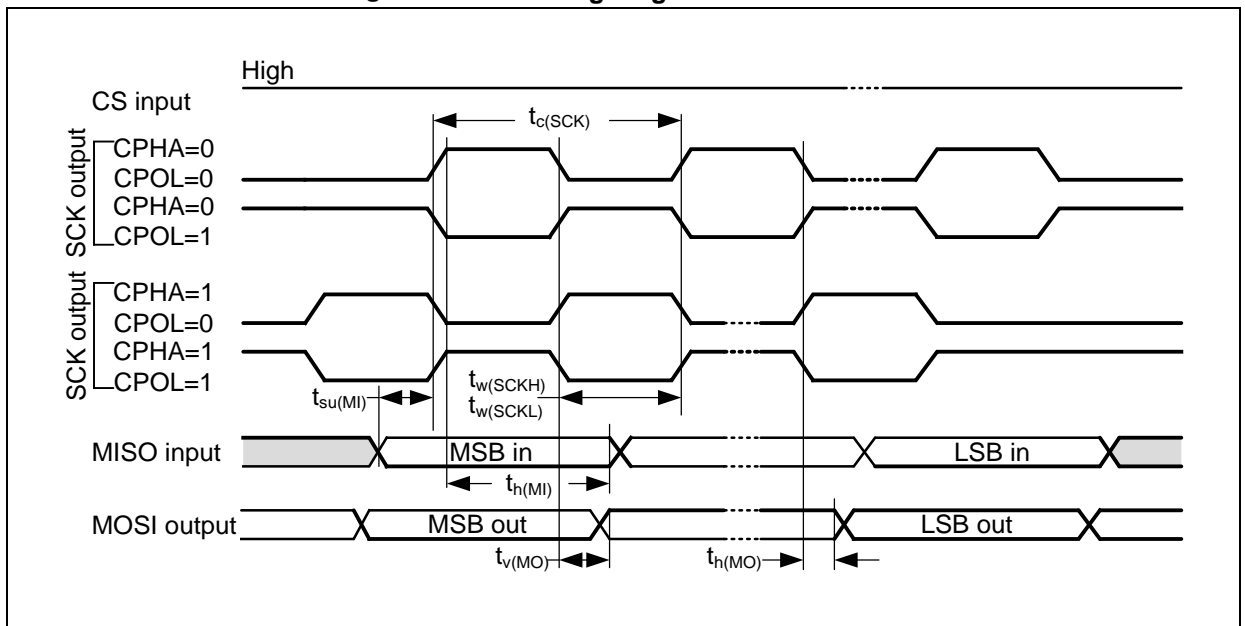 High
CS input
t_c(SCK)
SCK output
CPHA=0
CPOL=0
CPHA=0
CPOL=1
SCK output
CPHA=1
CPOL=0
CPHA=1
CPOL=1
t_su(MI)
t_w(SCKH)
t_w(SCKL)
MISO input
MSB in
LSB in
t_h(MI)
MOSI output
MSB out
LSB out
t_v(MO)
t_h(MO)